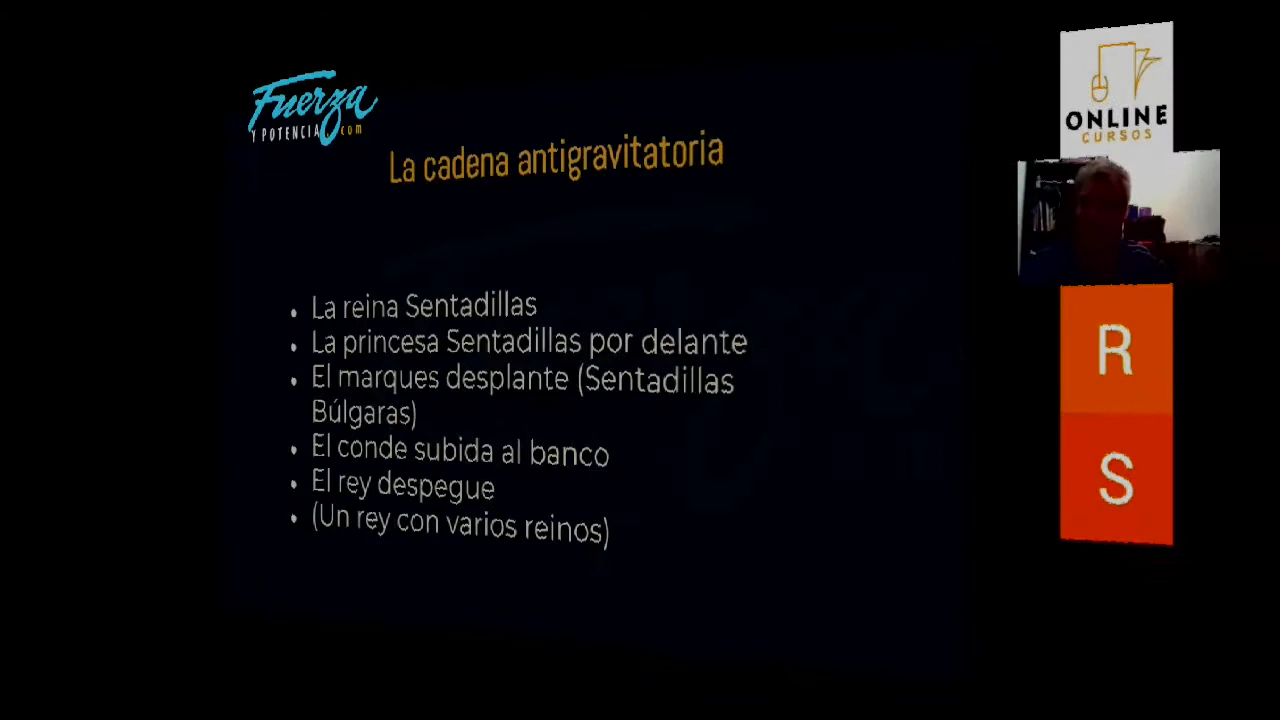 Fuerza
Y POTENCIA.com
La cadena antigravitatoria
• La reina Sentadillas
• La princesa Sentadillas por delante
• El marques desplante (Sentadillas
Búlgaras)
• El conde subida al banco
• El rey despegue
• (Un rey con varios reinos)
ONLINE
CURSOS
R
S